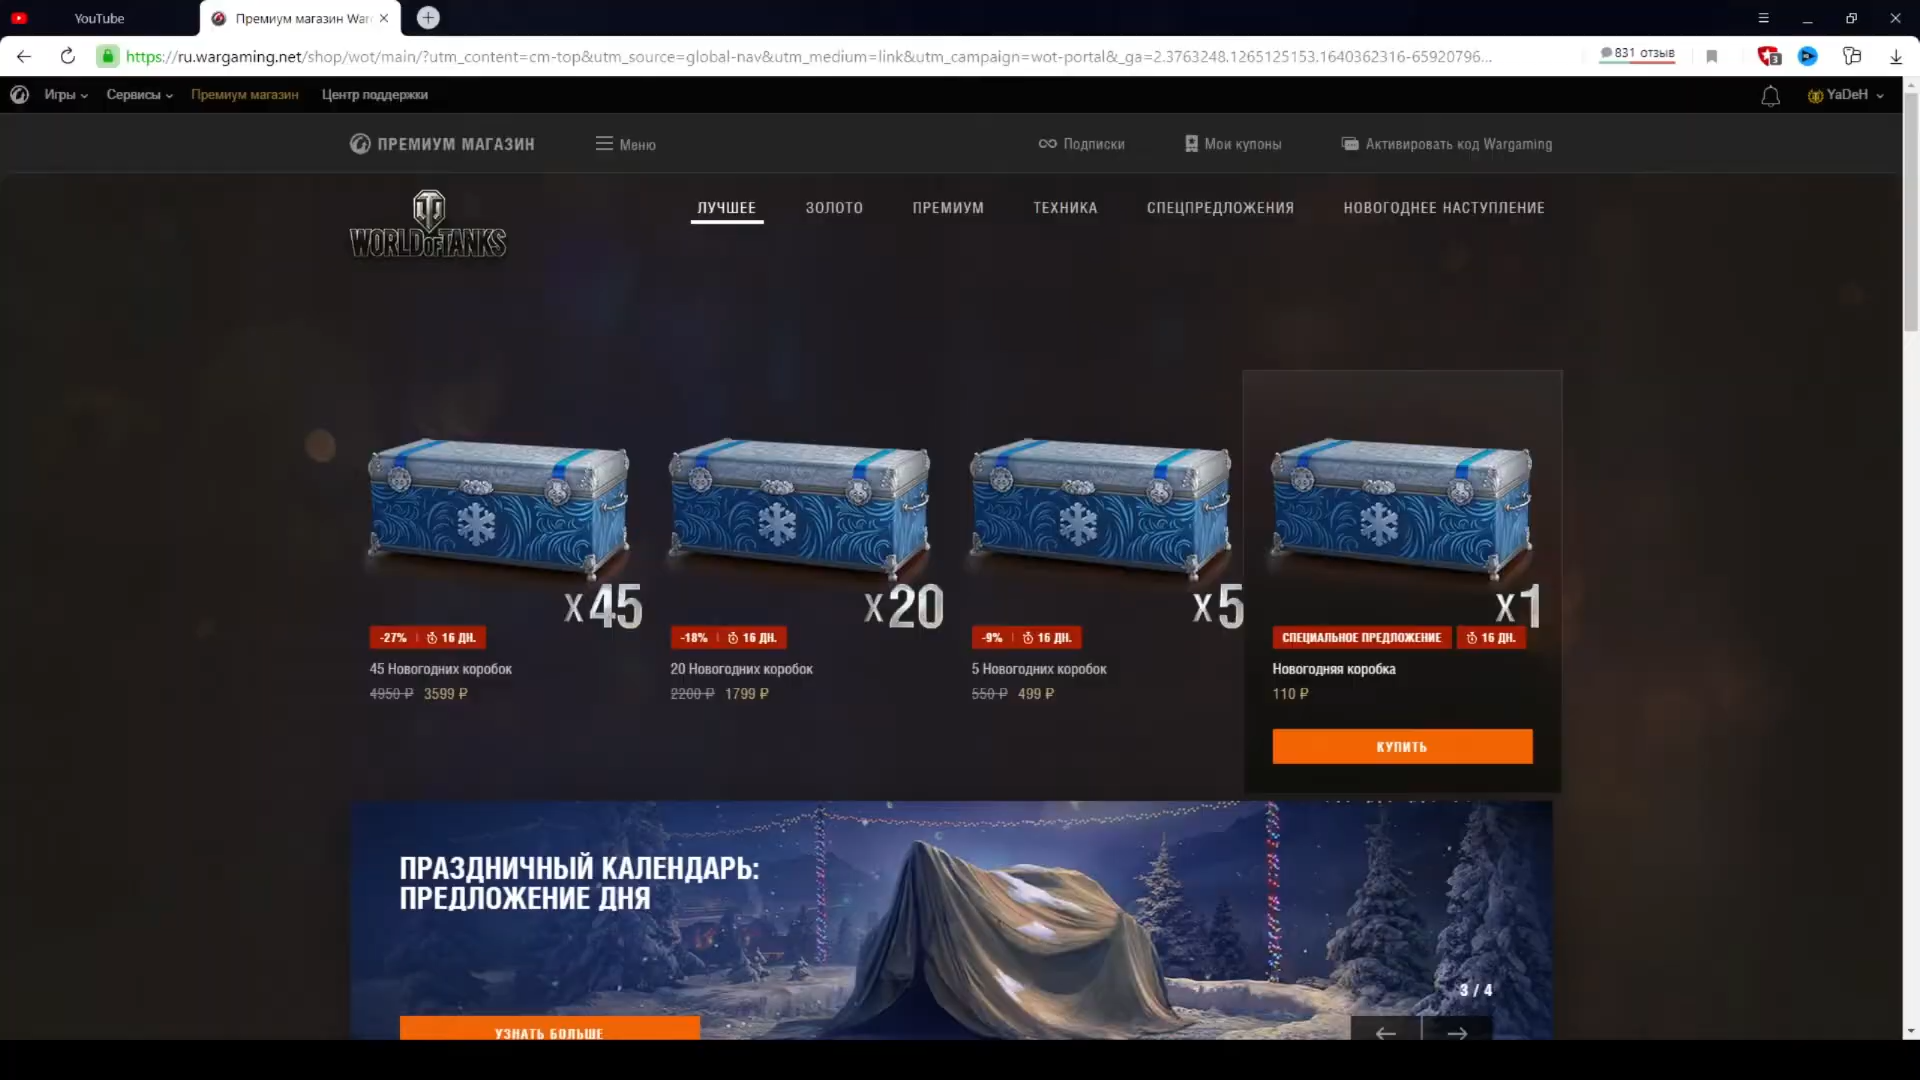 YouTube
Премиум магазин Warg
https://ru.wargaming.net/shop/wot/main/?utm_content=cm-top&utm_source=global-nav&utm_medium=link&utm_campaign=wot-portal&_ga=2.3763248.1265125153.1640362316-65920796...
831 отзыв
3
Игры
Сервисы
Премиум магазин
Центр поддержки
YaDeH
ПРЕМИУМ МАГАЗИН
Меню
Подписки
Мои купоны
Активировать код Wargaming
WORLD OF TANKS
ЛУЧШЕЕ
ЗОЛОТО
ПРЕМИУМ
ТЕХНИКА
СПЕЦПРЕДЛОЖЕНИЯ
НОВОГОДНЕЕ НАСТУПЛЕНИЕ
x45
-27% 16 ДН.
45 Новогодних коробок
4950 ₽ 3599 ₽
x20
-18% 16 ДН.
20 Новогодних коробок
2200 ₽ 1799 ₽
x5
-9% 16 ДН.
5 Новогодних коробок
550 ₽ 499 ₽
x1
СПЕЦИАЛЬНОЕ ПРЕДЛОЖЕНИЕ 16 ДН.
Новогодняя коробка
110 ₽
КУПИТЬ
ПРАЗДНИЧНЫЙ КАЛЕНДАРЬ:
ПРЕДЛОЖЕНИЕ ДНЯ
3 / 4
УЗНАТЬ БОЛЬШЕ